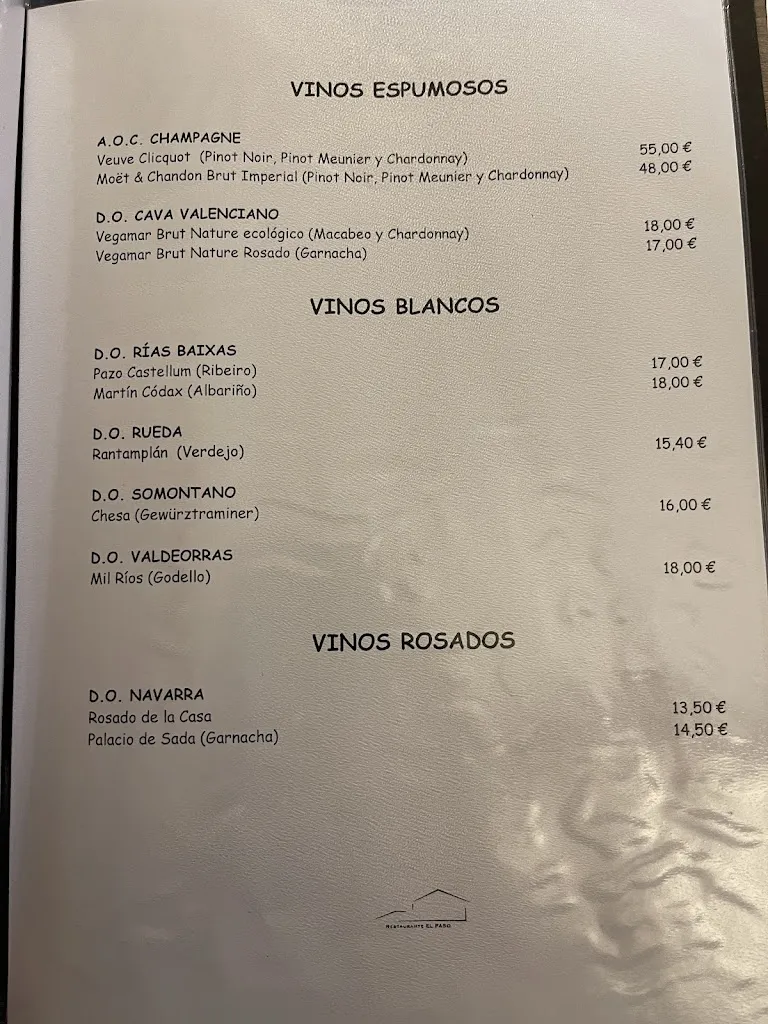 VINOS ESPUMOSOS
A.O.C. CHAMPAGNE
Veuve Clicquot (Pinot Noir, Pinot Meunier y Chardonnay) 55,00 €
Moët & Chandon Brut Imperial (Pinot Noir, Pinot Meunier y Chardonnay) 48,00 €
D.O. CAVA VALENCIANO
Vegamar Brut Nature ecológico (Macabeo y Chardonnay) 18,00 €
Vegamar Brut Nature Rosado (Garnacha) 17,00 €
VINOS BLANCOS
D.O. RÍAS BAIXAS
Pazo Castellum (Ribeiro) 17,00 €
Martín Códax (Albariño) 18,00 €
D.O. RUEDA
Rantamplán (Verdejo) 15,40 €
D.O. SOMONTANO
Chesa (Gewürztraminer) 16,00 €
D.O. VALDEORRAS
Mil Ríos (Godello) 18,00 €
VINOS ROSADOS
D.O. NAVARRA
Rosado de la Casa 13,50 €
Palacio de Sada (Garnacha) 14,50 €
RESTAURANTE EL PASO